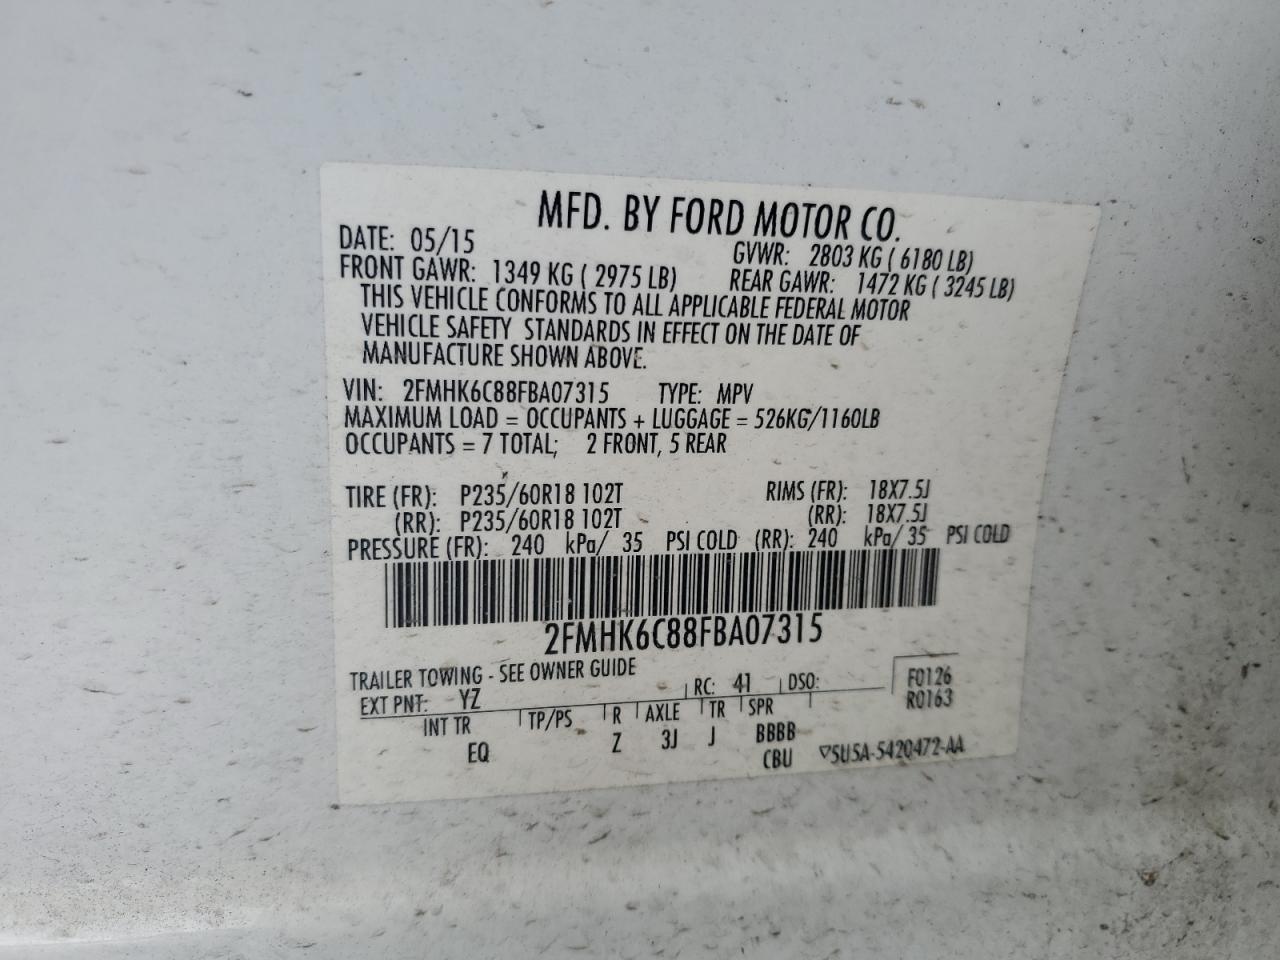 MFD. BY FORD MOTOR CO.
DATE: 05/15 GVWR: 2803 KG ( 6180 LB)
FRONT GAWR: 1349 KG ( 2975 LB) REAR GAWR: 1472 KG ( 3245 LB)
THIS VEHICLE CONFORMS TO ALL APPLICABLE FEDERAL MOTOR
VEHICLE SAFETY STANDARDS IN EFFECT ON THE DATE OF
MANUFACTURE SHOWN ABOVE.
VIN: 2FMHK6C88FBA07315 TYPE: MPV
MAXIMUM LOAD = OCCUPANTS + LUGGAGE = 526KG/1160LB
OCCUPANTS = 7 TOTAL; 2 FRONT, 5 REAR
TIRE (FR): P235/60R18 102T RIMS (FR): 18X7.5J
(RR): P235/60R18 102T (RR): 18X7.5J
PRESSURE (FR): 240 kPa/ 35 PSI COLD (RR): 240 kPa/ 35 PSI COLD
2FMHK6C88FBA07315
TRAILER TOWING - SEE OWNER GUIDE
EXT PNT: YZ RC: 41 DSO: F0126
R0163
INT TR TP/PS R AXLE TR SPR
EQ Z 3J J BBBB
CBU ▽5U5A-5420472-AA